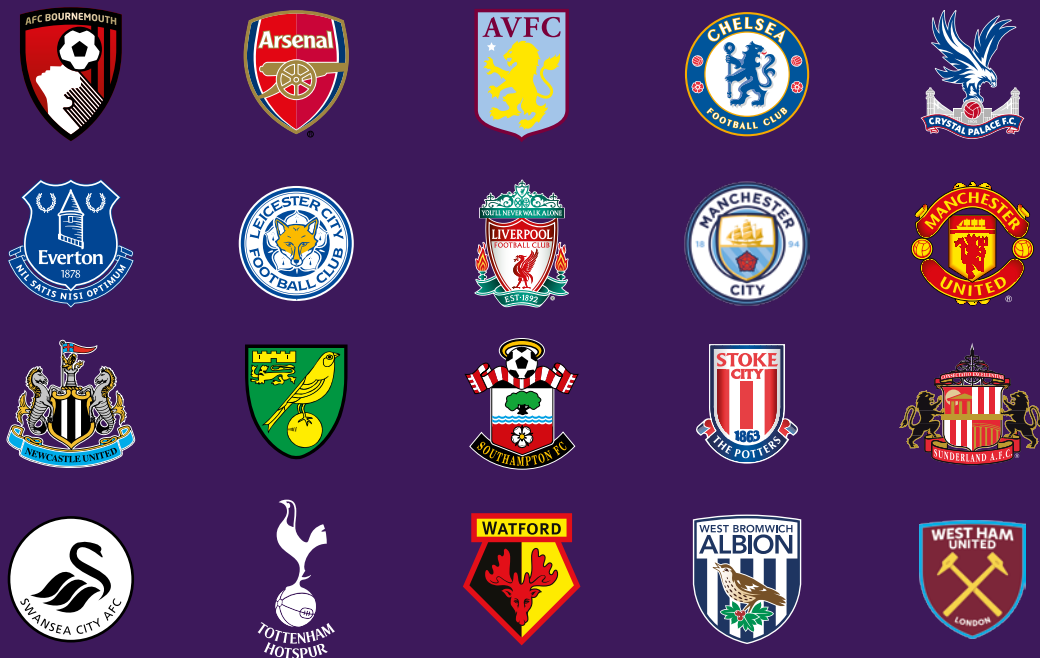 AFC BOURNEMOUTH
Arsenal
®
AVFC
CHELSEA
FOOTBALL CLUB
CRYSTAL PALACE F.C.
Everton
1878
NIL SATIS NISI OPTIMUM
LEICESTER CITY
FOOTBALL CLUB
YOU'LL NEVER WALK ALONE
LIVERPOOL
FOOTBALL CLUB
EST·1892
®
MANCHESTER
18 94
CITY
MANCHESTER
UNITED
®
NEWCASTLE UNITED
SOUTHAMPTON FC
STOKE
CITY
1863
THE POTTERS
CONSECTATIO EXCELLENTIAE
SUNDERLAND A.F.C.
SWANSEA CITY AFC
TOTTENHAM
HOTSPUR
WATFORD
WEST BROMWICH
ALBION
WEST HAM
UNITED
LONDON